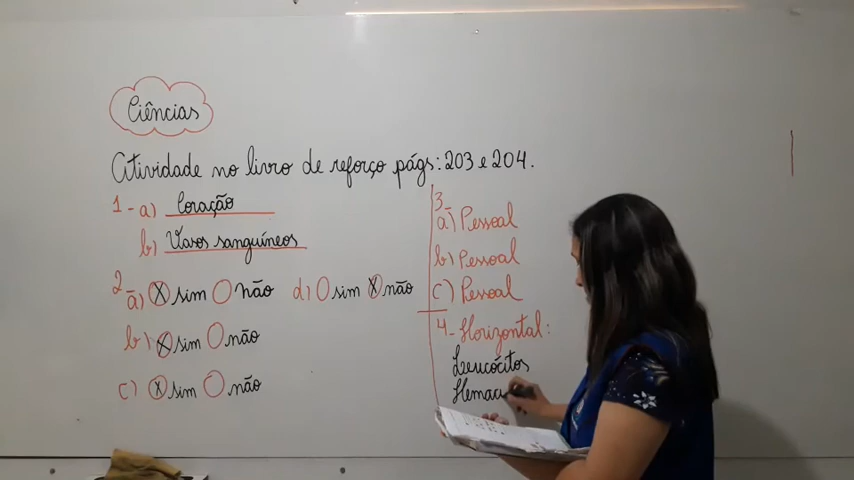 Ciências
Atividade no livro de reforço págs: 203 e 204.
1 - a) Coração
b) Vasos sanguíneos
2 a) X sim não d) sim X não
b) X sim não
c) X sim não
3 -
a) Pessoal
b) Pessoal
c) Pessoal
4 - Horizontal:
Leucócitos
Hemac